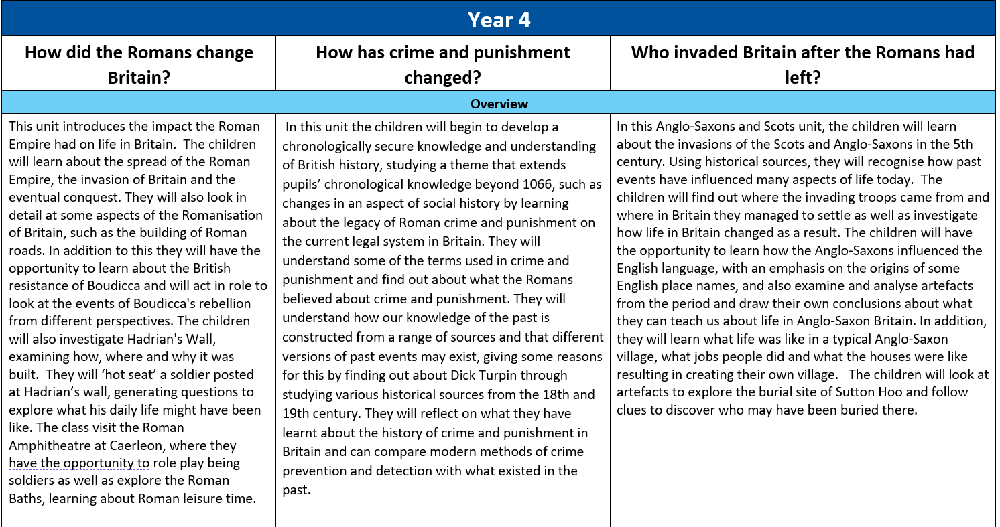 Year 4
How did the Romans change
Britain?
How has crime and punishment
changed?
Who invaded Britain after the Romans had
left?
Overview
This unit introduces the impact the Roman
Empire had on life in Britain.  The children
will learn about the spread of the Roman
Empire, the invasion of Britain and the
eventual conquest. They will also look in
detail at some aspects of the Romanisation
of Britain, such as the building of Roman
roads. In addition to this they will have the
opportunity to learn about the British
resistance of Boudicca and will act in role to
look at the events of Boudicca's rebellion
from different perspectives. The children
will also investigate Hadrian's Wall,
examining how, where and why it was
built.  They will ‘hot seat’ a soldier posted
at Hadrian’s wall, generating questions to
explore what his daily life might have been
like. The class visit the Roman
Amphitheatre at Caerleon, where they
have the opportunity to role play being
soldiers as well as explore the Roman
Baths, learning about Roman leisure time.
In this unit the children will begin to develop a
chronologically secure knowledge and understanding
of British history, studying a theme that extends
pupils’ chronological knowledge beyond 1066, such as
changes in an aspect of social history by learning
about the legacy of Roman crime and punishment on
the current legal system in Britain. They will
understand some of the terms used in crime and
punishment and find out about what the Romans
believed about crime and punishment. They will
understand how our knowledge of the past is
constructed from a range of sources and that different
versions of past events may exist, giving some reasons
for this by finding out about Dick Turpin through
studying various historical sources from the 18th and
19th century. They will reflect on what they have
learnt about the history of crime and punishment in
Britain and can compare modern methods of crime
prevention and detection with what existed in the
past.
In this Anglo-Saxons and Scots unit, the children will learn
about the invasions of the Scots and Anglo-Saxons in the 5th
century. Using historical sources, they will recognise how past
events have influenced many aspects of life today.  The
children will find out where the invading troops came from and
where in Britain they managed to settle as well as investigate
how life in Britain changed as a result. The children will have
the opportunity to learn how the Anglo-Saxons influenced the
English language, with an emphasis on the origins of some
English place names, and also examine and analyse artefacts
from the period and draw their own conclusions about what
they can teach us about life in Anglo-Saxon Britain. In addition,
they will learn what life was like in a typical Anglo-Saxon
village, what jobs people did and what the houses were like
resulting in creating their own village.   The children will look at
artefacts to explore the burial site of Sutton Hoo and follow
clues to discover who may have been buried there.